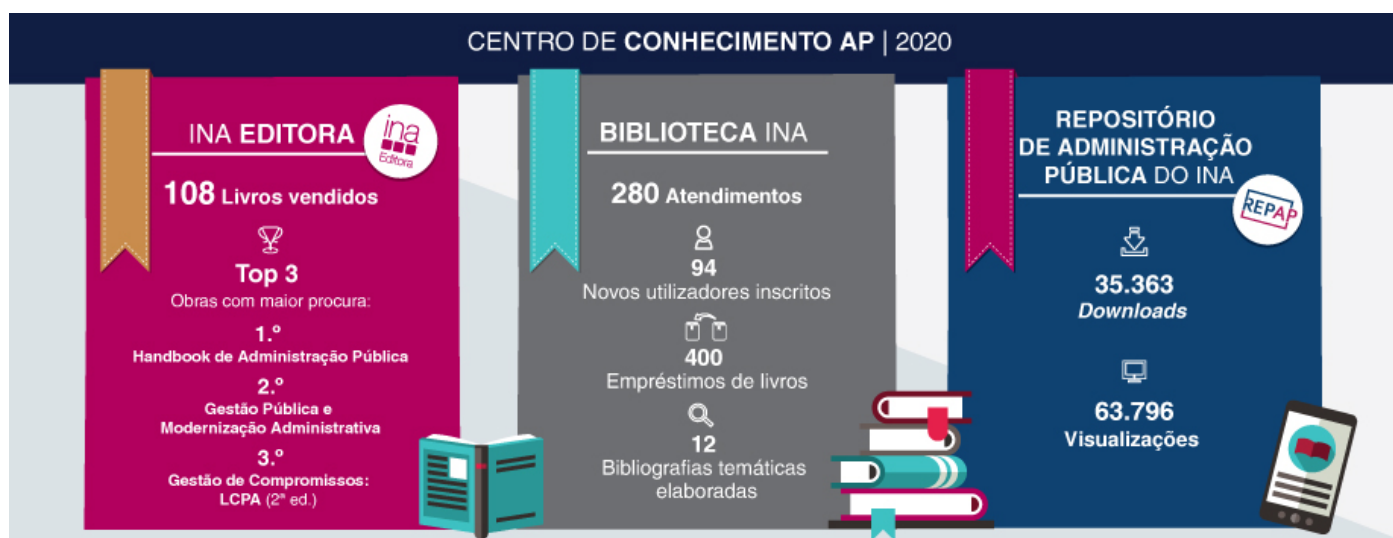 CENTRO DE CONHECIMENTO AP | 2020
INA EDITORA
ina
Editora
108 Livros vendidos
Top 3
Obras com maior procura:
1.º
Handbook de Administração Pública
2.º
Gestão Pública e
Modernização Administrativa
3.º
Gestão de Compromissos:
LCPA (2ª ed.)
BIBLIOTECA INA
280 Atendimentos
94
Novos utilizadores inscritos
400
Empréstimos de livros
12
Bibliografias temáticas
elaboradas
REPOSITÓRIO
DE ADMINISTRAÇÃO
PÚBLICA DO INA
REPAP
35.363
Downloads
63.796
Visualizações